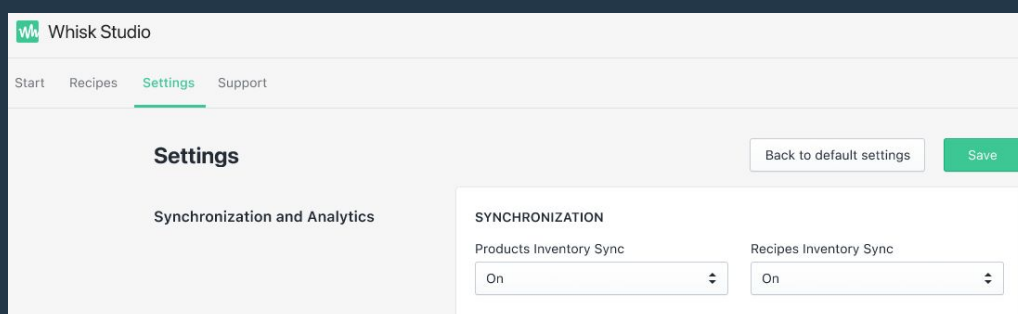 Whisk Studio
Start Recipes Settings Support
Settings
Back to default settings Save
Synchronization and Analytics
SYNCHRONIZATION
Products Inventory Sync Recipes Inventory Sync
On On